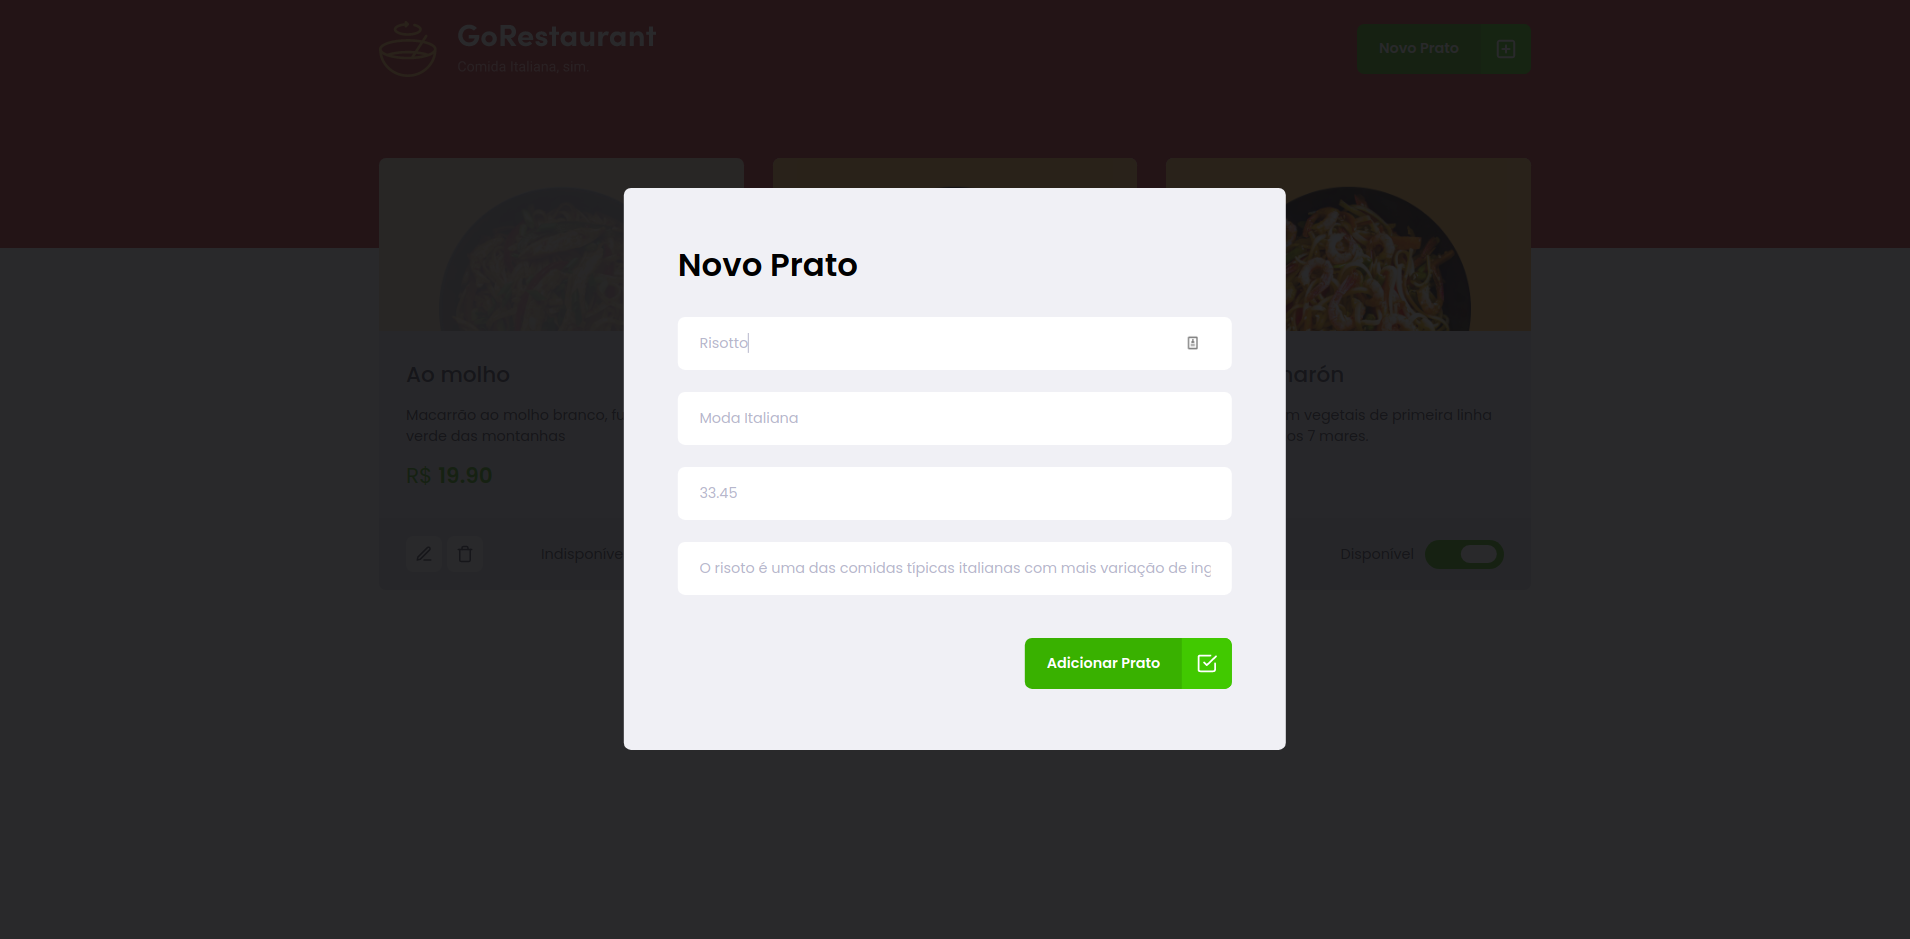 GoRestaurant
Comida Italiana, sim.
Novo Prato
Novo Prato
Risotto
Moda Italiana
33.45
O risoto é uma das comidas típicas italianas com mais variação de ing
Adicionar Prato
Ao molho
Macarrão ao molho branco, fu
verde das montanhas
R$ 19.90
Indisponíve
narón
m vegetais de primeira linha
os 7 mares.
Disponível